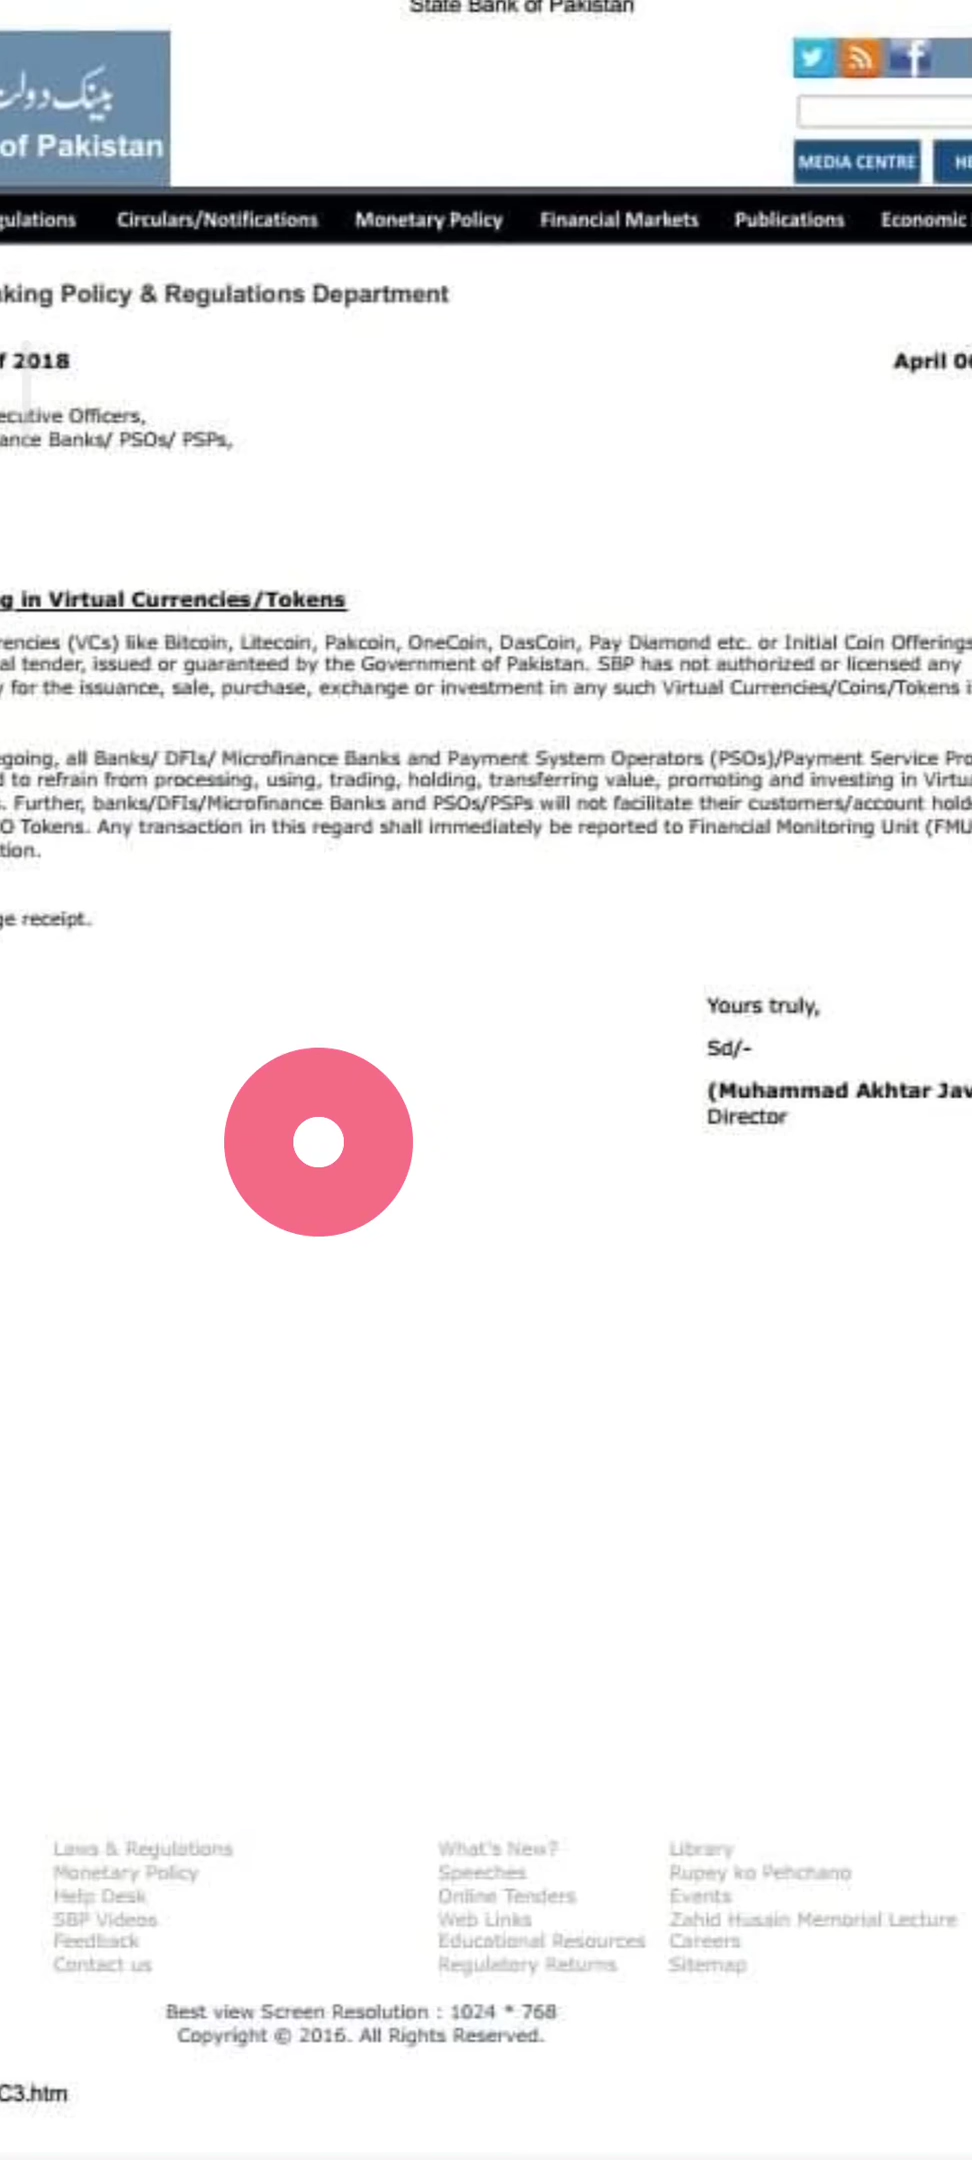 State Bank of Pakistan
بینک دولت
of Pakistan
MEDIA CENTRE
gulations Circulars/Notifications Monetary Policy Financial Markets Publications Economic
king Policy & Regulations Department
f 2018 April 0
ecutive Officers,
ance Banks/ PSOs/ PSPs,
g in Virtual Currencies/Tokens
rencies (VCs) like Bitcoin, Litecoin, Pakcoin, OneCoin, DasCoin, Pay Diamond etc. or Initial Coin Offerings
al tender, issued or guaranteed by the Government of Pakistan. SBP has not authorized or licensed any
y for the issuance, sale, purchase, exchange or investment in any such Virtual Currencies/Coins/Tokens i
egoing, all Banks/ DFIs/ Microfinance Banks and Payment System Operators (PSOs)/Payment Service Pro
d to refrain from processing, using, trading, holding, transferring value, promoting and investing in Virtu
. Further, banks/DFIs/Microfinance Banks and PSOs/PSPs will not facilitate their customers/account hold
O Tokens. Any transaction in this regard shall immediately be reported to Financial Monitoring Unit (FMU
tion.
ge receipt.
Yours truly,
Sd/-
(Muhammad Akhtar Jav
Director
Laws & Regulations What's New? Library
Monetary Policy Speeches Rupey ko Pehchano
Help Desk Online Tenders Events
SBP Videos Web Links Zahid Husain Memorial Lecture
Feedback Educational Resources Careers
Contact us Regulatory Returns Sitemap
Best view Screen Resolution : 1024 * 768
Copyright © 2016. All Rights Reserved.
C3.htm